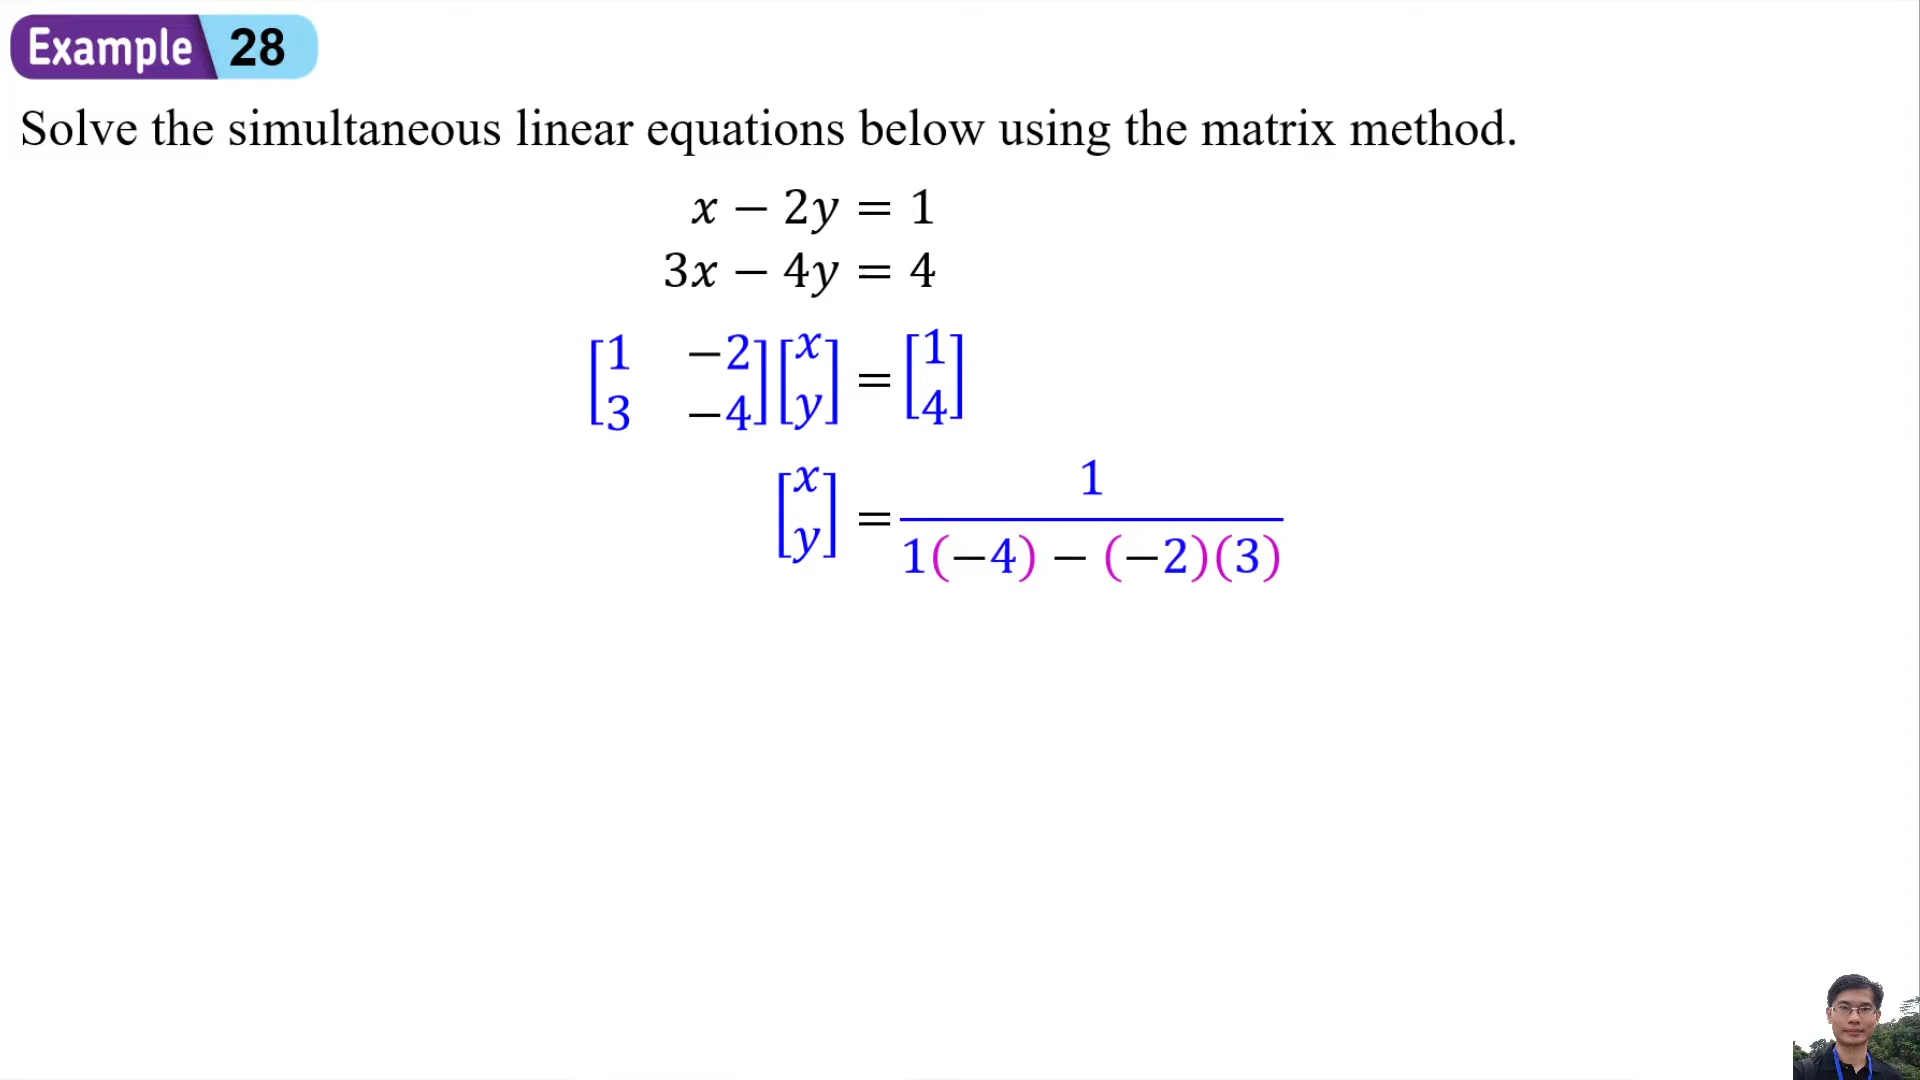 Example 28
Solve the simultaneous linear equations below using the matrix method.
x − 2y = 1
3x − 4y = 4
[1 −2; 3 −4][x; y] = [1; 4]
[x; y] = 1/(1(−4) − (−2)(3))